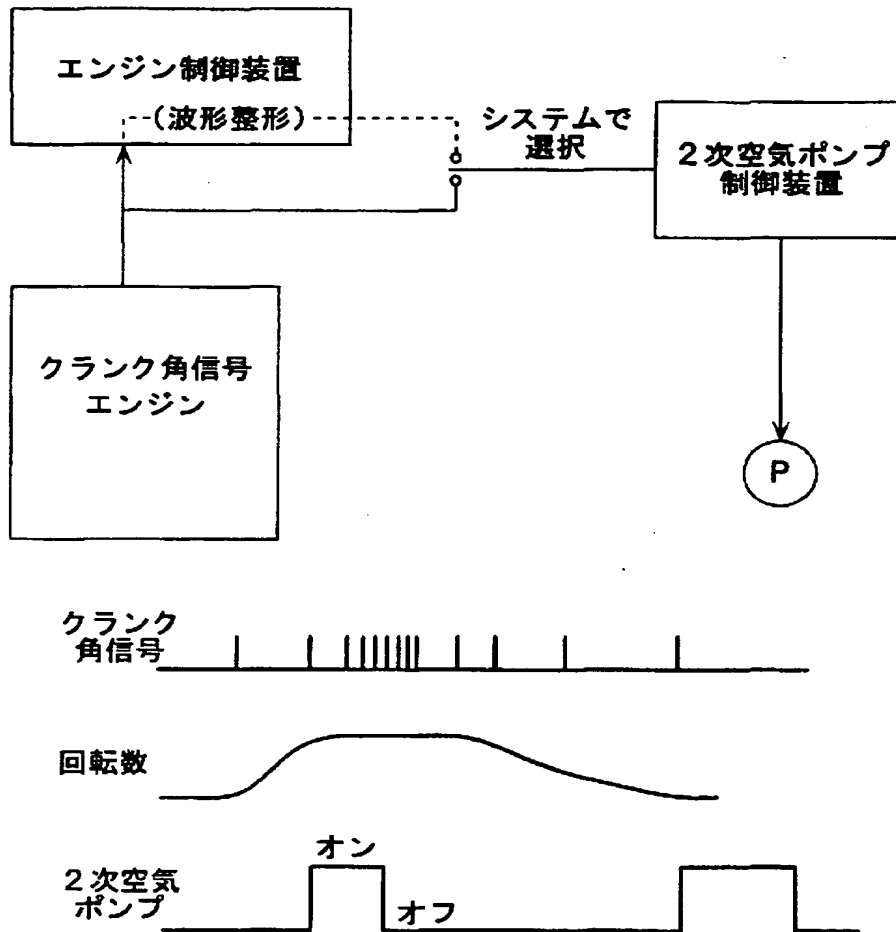 エンジン制御装置
(波形整形)
システムで
選択
2次空気ポンプ
制御装置
クランク角信号
エンジン
P
クランク
角信号
回転数
オン
2次空気
ポンプ
オフ